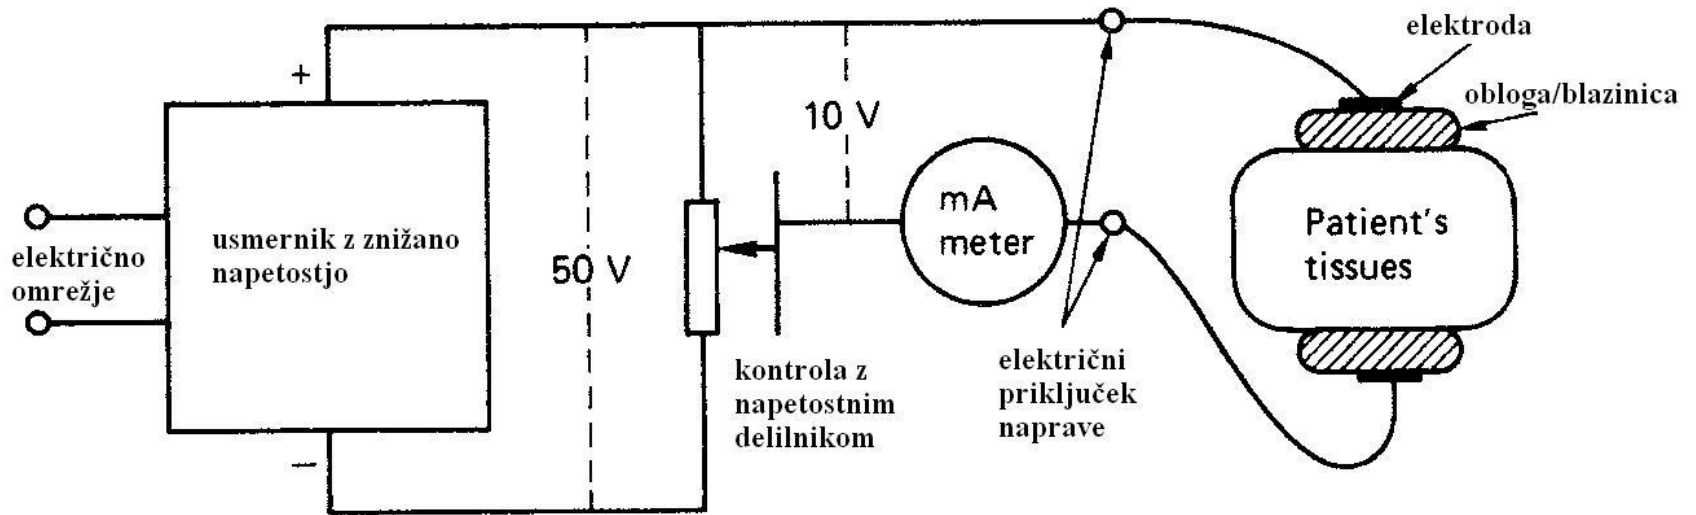 električno
omrežje
+
usmernik z znižano
napetostjo
−
50 V
10 V
kontrola z
napetostnim
delilnikom
mA
meter
električni
priključek
naprave
elektroda
obloga/blazinica
Patient's
tissues